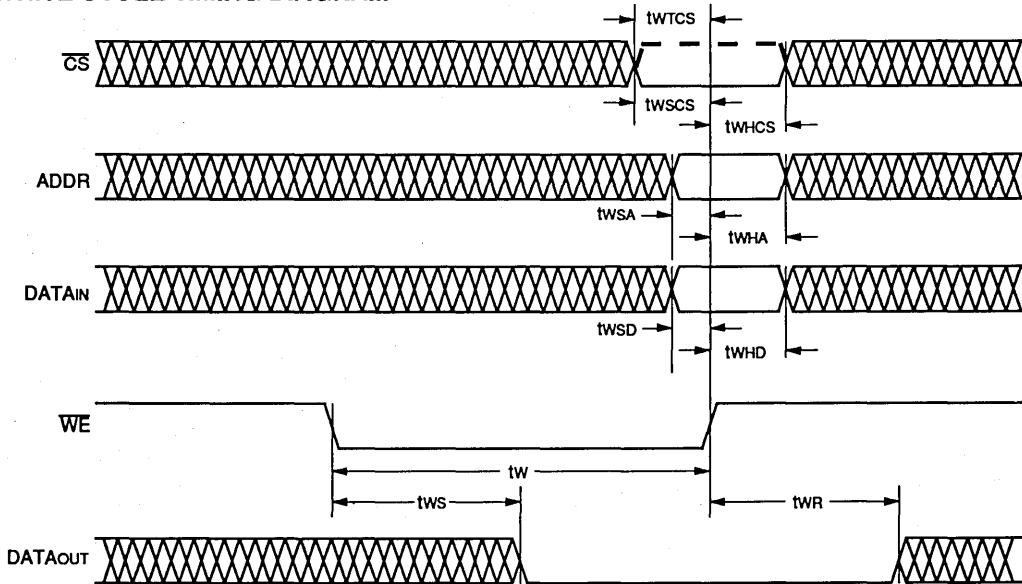 tWTCS
CS
tWSCS
tWHCS
ADDR
tWSA
tWHA
DATAIN
tWSD
tWHD
WE
tW
tWS
tWR
DATAOUT